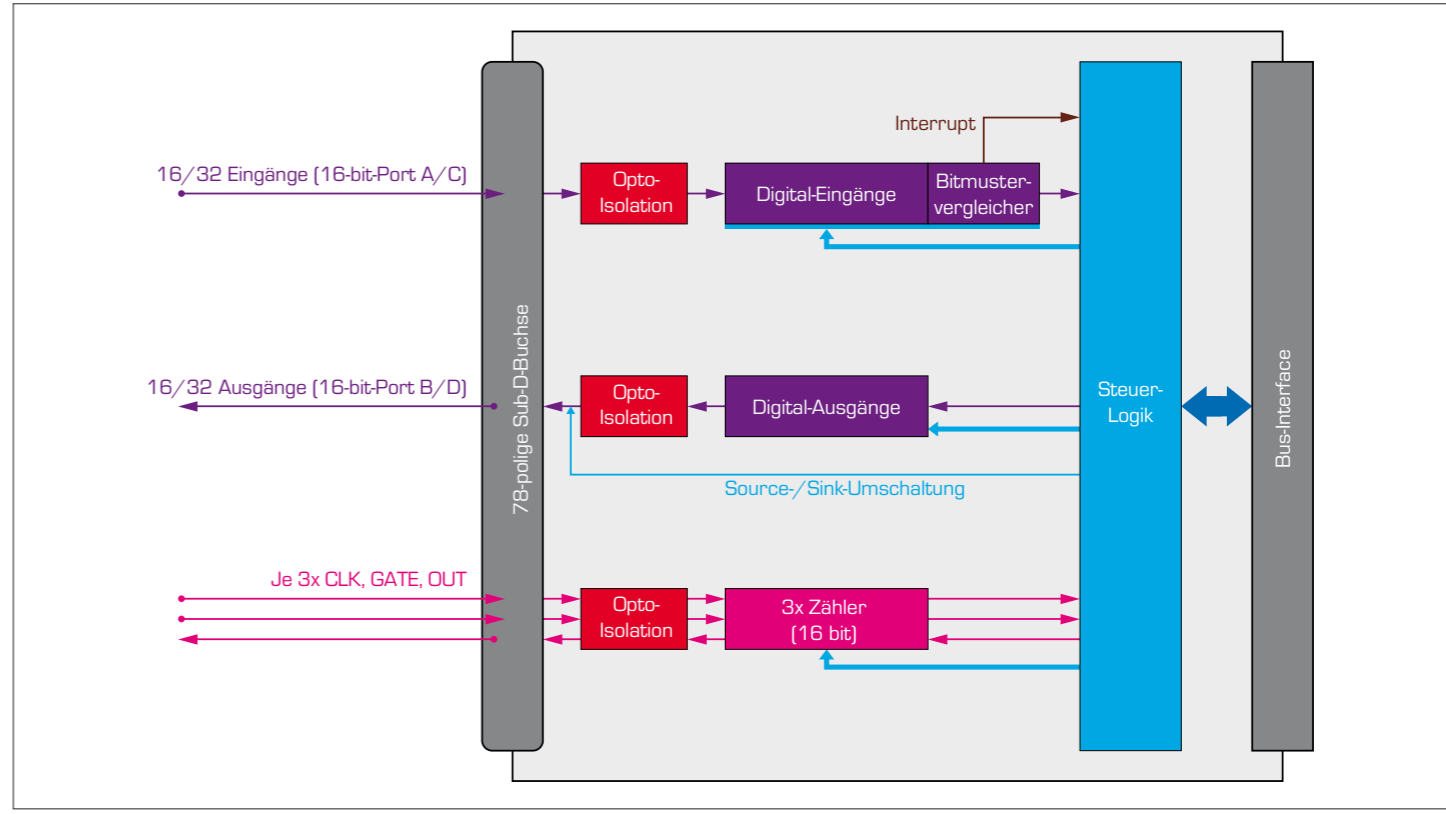 Interrupt
16/32 Eingänge (16-bit-Port A/C)
Opto-
Isolation
Digital-Eingänge
Bitmuster-
vergleicher
78-polige Sub-D-Buchse
16/32 Ausgänge (16-bit-Port B/D)
Opto-
Isolation
Digital-Ausgänge
Steuer-
Logik
Bus-Interface
Source-/Sink-Umschaltung
Je 3x CLK, GATE, OUT
Opto-
Isolation
3x Zähler
(16 bit)